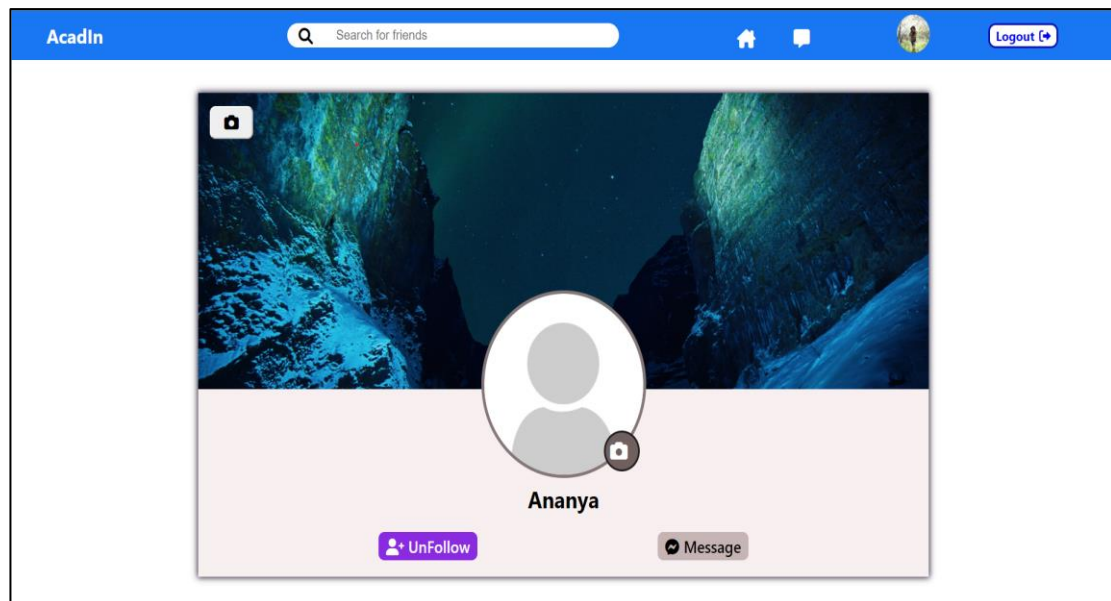 AcadIn
Search for friends
Logout
Ananya
UnFollow
Message